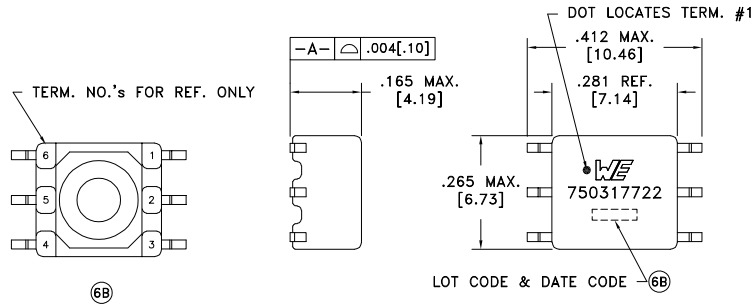 DOT LOCATES TERM. #1
-A- ⌓ .004[.10]
.412 MAX.
[10.46]
TERM. NO.'s FOR REF. ONLY
.165 MAX.
[4.19]
.281 REF.
[7.14]
6 1
5 2
4 3
WE
.265 MAX.
[6.73]
750317722
LOT CODE & DATE CODE 6B
6B